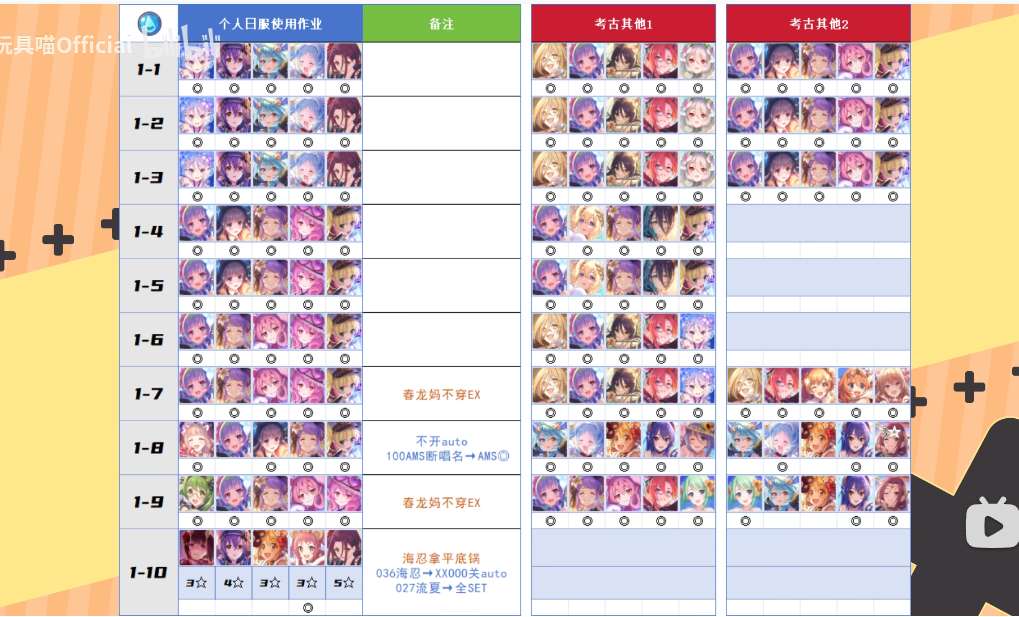 玩具喵Official
个人日服使用作业 备注 考古其他1 考古其他2
1-1
◎ ◎ ◎ ◎ ◎ ◎ ◎ ◎ ◎ ◎ ◎ ◎ ◎ ◎ ◎
1-2
◎ ◎ ◎ ◎ ◎ ◎ ◎ ◎ ◎ ◎ ◎ ◎ ◎ ◎ ◎
1-3
◎ ◎ ◎ ◎ ◎ ◎ ◎ ◎ ◎ ◎ ◎ ◎ ◎ ◎ ◎
1-4
◎ ◎ ◎ ◎ ◎ ◎ ◎ ◎ ◎ ◎
1-5
◎ ◎ ◎ ◎ ◎ ◎ ◎ ◎ ◎ ◎
1-6
◎ ◎ ◎ ◎ ◎ ◎ ◎ ◎ ◎ ◎
1-7 春龙妈不穿EX
◎ ◎ ◎ ◎ ◎ ◎ ◎ ◎ ◎ ◎ ◎ ◎ ◎ ◎ ◎
1-8 不开auto
100AMS断唱名→AMS◎
◎ ◎ ◎ ◎ ◎ ◎ ◎ ◎ ◎ ◎ ◎ ◎
1-9 春龙妈不穿EX
◎ ◎ ◎ ◎ ◎ ◎ ◎ ◎ ◎ ◎ ◎ ◎ ◎
1-10 海忍拿平底锅
3☆ 4☆ 3☆ 3☆ 5☆ 036海忍→XXOOO关auto
027流夏→全SET
◎